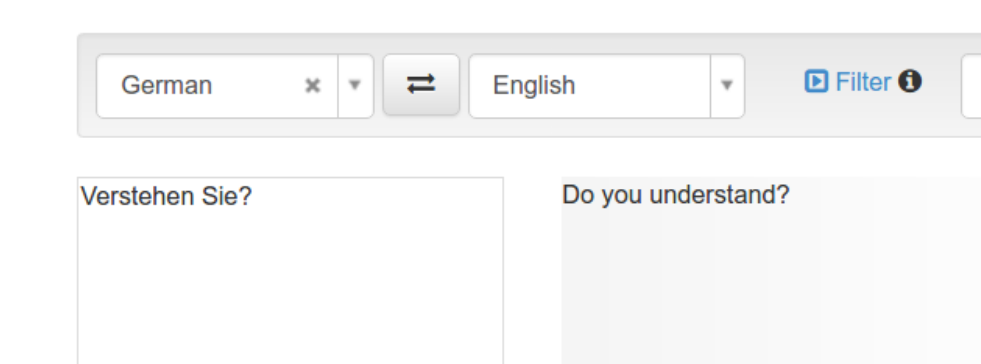 German
English
Filter
Verstehen Sie?
Do you understand?